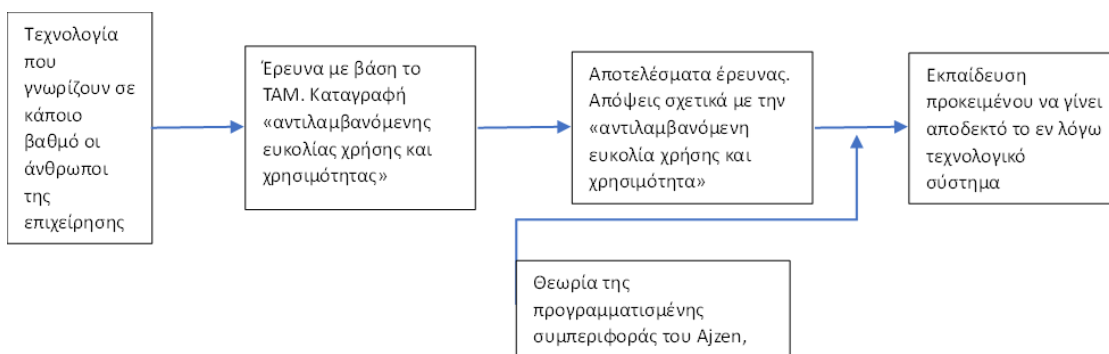 Τεχνολογία
που
γνωρίζουν σε
κάποιο
βαθμό οι
άνθρωποι
της
επιχείρησης
Έρευνα με βάση το
ΤΑΜ. Καταγραφή
«αντιλαμβανόμενης
ευκολίας χρήσης και
χρησιμότητας»
Αποτελέσματα έρευνας.
Απόψεις σχετικά με την
«αντιλαμβανόμενη
ευκολία χρήσης και
χρησιμότητα»
Εκπαίδευση
προκειμένου να γίνει
αποδεκτό το εν λόγω
τεχνολογικό
σύστημα
Θεωρία της
προγραμματισμένης
συμπεριφοράς του Ajzen,